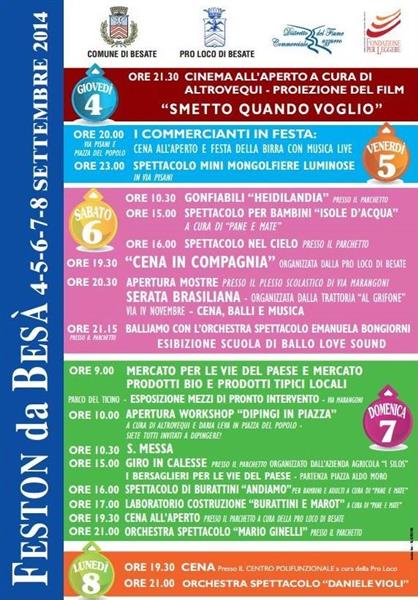 FESTON da BESÀ 4-5-6-7-8 SETTEMBRE 2014
COMUNE DI BESATE
PRO LOCO DI BESATE
Distretto del Fiume
Commerciale azzurro
FONDAZIONE
PER LEGGERE
GIOVEDÌ
4
ORE 21.30 CINEMA ALL'APERTO A CURA DI
ALTROVEQUI - PROIEZIONE DEL FILM
"SMETTO QUANDO VOGLIO"
VENERDÌ
5
ORE 20.00 I COMMERCIANTI IN FESTA:
VIA PISANI E
PIAZZA DEL POPOLO
CENA ALL'APERTO E FESTA DELLA BIRRA CON MUSICA LIVE
ORE 23.00 SPETTACOLO MINI MONGOLFIERE LUMINOSE
IN VIA PISANI
SABATO
6
ORE 10.30 GONFIABILI "HEIDILANDIA" PRESSO IL PARCHETTO
ORE 15.00 SPETTACOLO PER BAMBINI "ISOLE D'ACQUA"
A CURA DI "PANE E MATE"
ORE 16.00 SPETTACOLO NEL CIELO PRESSO IL PARCHETTO
ORE 19.30 "CENA IN COMPAGNIA" ORGANIZZATA DALLA PRO LOCO DI BESATE
ORE 20.30 APERTURA MOSTRE PRESSO IL PLESSO SCOLASTICO DI VIA MARANGONI
SERATA BRASILIANA - ORGANIZZATA DALLA TRATTORIA "AL GRIFONE"
VIA IV NOVEMBRE - CENA, BALLI E MUSICA
ORE 21.15 BALLIAMO CON L'ORCHESTRA SPETTACOLO EMANUELA BONGIORNI
PRESSO IL PARCHETTO
ESIBIZIONE SCUOLA DI BALLO LOVE SOUND
DOMENICA
7
ORE 9.00 MERCATO PER LE VIE DEL PAESE E MERCATO
PRODOTTI BIO E PRODOTTI TIPICI LOCALI
PARCO DEL TICINO - ESPOSIZIONE MEZZI DI PRONTO INTERVENTO - VIA MARANGONI
ORE 10.00 APERTURA WORKSHOP "DIPINGI IN PIAZZA"
A CURA DI ALTROVEQUI E DARIA LEVA IN PIAZZA DEL POPOLO -
SIETE TUTTI INVITATI A DIPINGERE!
ORE 10.30 S. MESSA
ORE 15.00 GIRO IN CALESSE PRESSO IL PARCHETTO ORGANIZZATO DALL'AZIENDA AGRICOLA "I SILOS"
I BERSAGLIERI PER LE VIE DEL PAESE - PARTENZA PIAZZA ALDO MORO
ORE 16.00 SPETTACOLO DI BURATTINI "ANDIAMO" PER BAMBINI E ADULTI A CURA DI "PANE E MATE"
ORE 17.00 LABORATORIO COSTRUZIONE "BURATTINI E MAROT" A CURA DI "PANE E MATE"
ORE 19.30 CENA ALL'APERTO PRESSO IL PARCHETTO A CURA DELLA PRO LOCO DI BESATE
ORE 21.00 ORCHESTRA SPETTACOLO "MARIO GINELLI" PRESSO IL PARCHETTO
LUNEDÌ
8
ORE 19.30 CENA Presso IL CENTRO POLIFUNZIONALE a cura della Pro Loco
ORE 21.00 ORCHESTRA SPETTACOLO "DANIELE VIOLI"